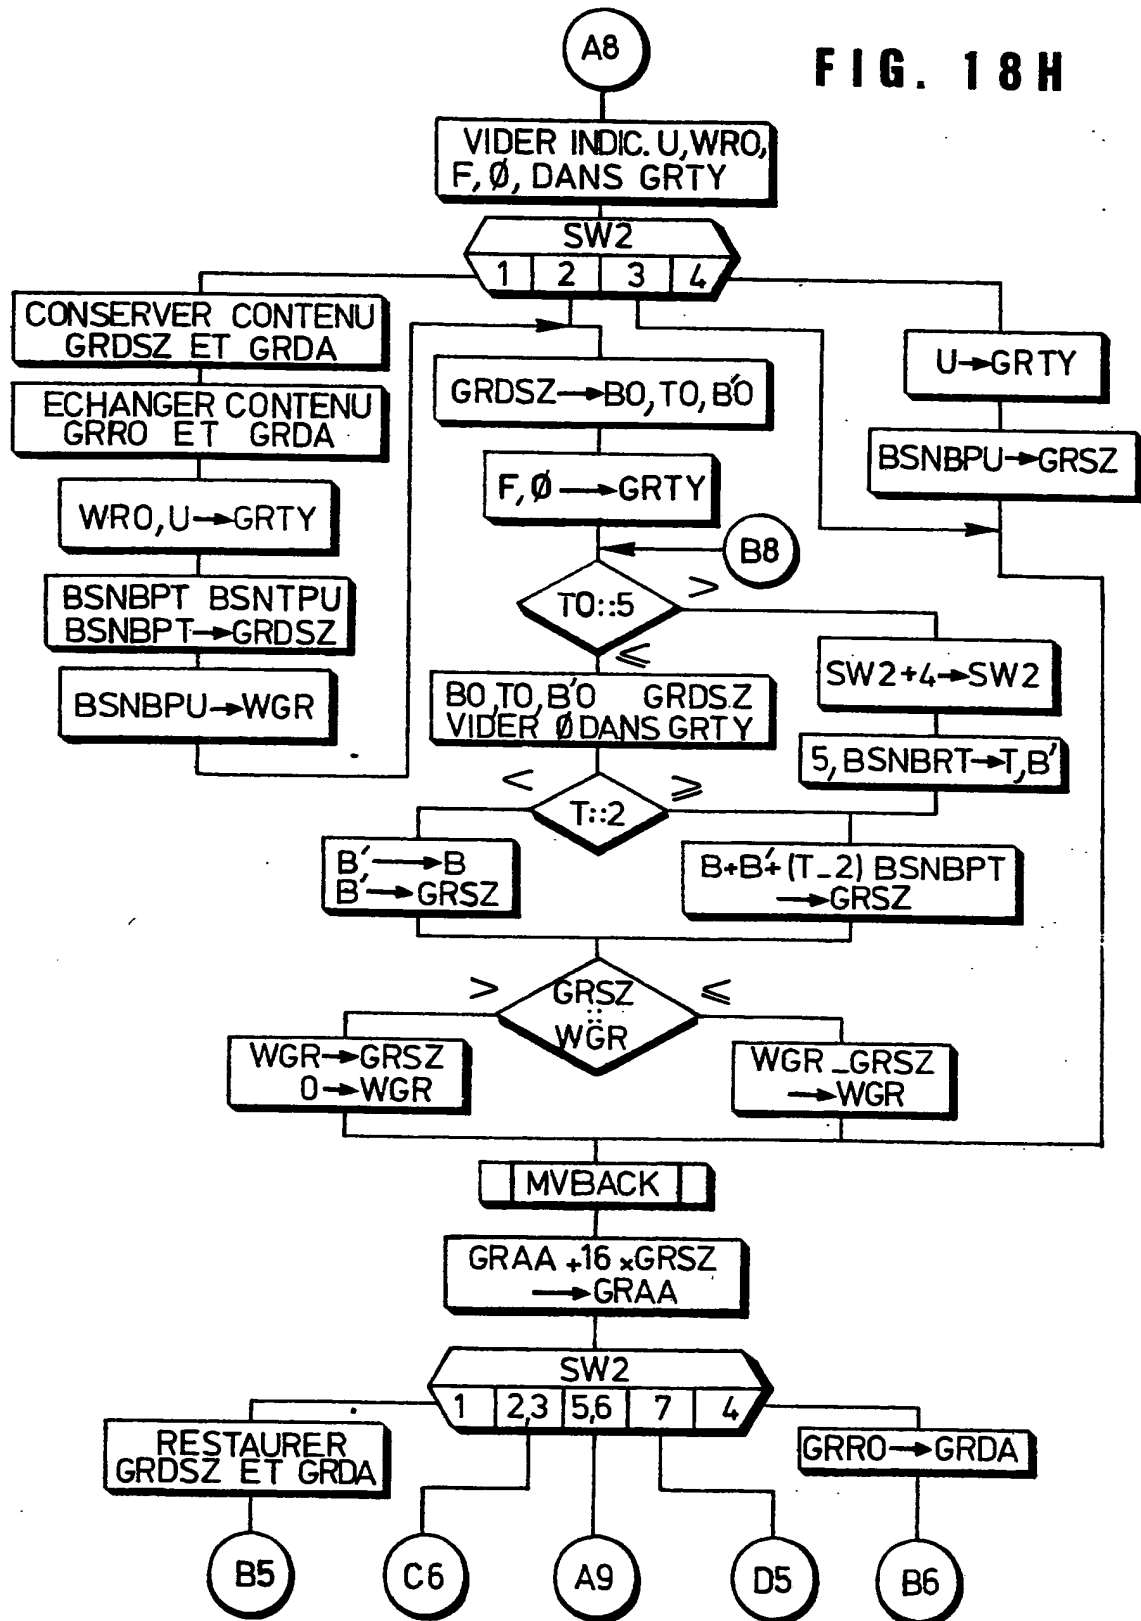 A8
FIG. 18H
VIDER INDIC. U, WRO,
F, Ø, DANS GRTY
SW2
1 2 3 4
CONSERVER CONTENU
GRDSZ ET GRDA
ECHANGER CONTENU
GRRO ET GRDA
WRO, U→GRTY
BSNBPT BSNTPU
BSNBPT→GRDSZ
BSNBPU→WGR
GRDSZ→BO, TO, B'O
F, Ø→GRTY
B8
U→GRTY
BSNBPU→GRSZ
TO::5
>
≤
SW2+4→SW2
5, BSNBRT→T, B'
BO, TO, B'O GRDSZ
VIDER Ø DANS GRTY
<
T::2
≥
B'→B
B'→GRSZ
B+B'+(T-2) BSNBPT
→GRSZ
>
GRSZ
::
WGR
≤
WGR→GRSZ
0→WGR
WGR-GRSZ
→WGR
MVBACK
GRAA +16 ×GRSZ
→GRAA
SW2
1 2,3 5,6 7 4
RESTAURER
GRDSZ ET GRDA
GRRO→GRDA
B5
C6
A9
D5
B6